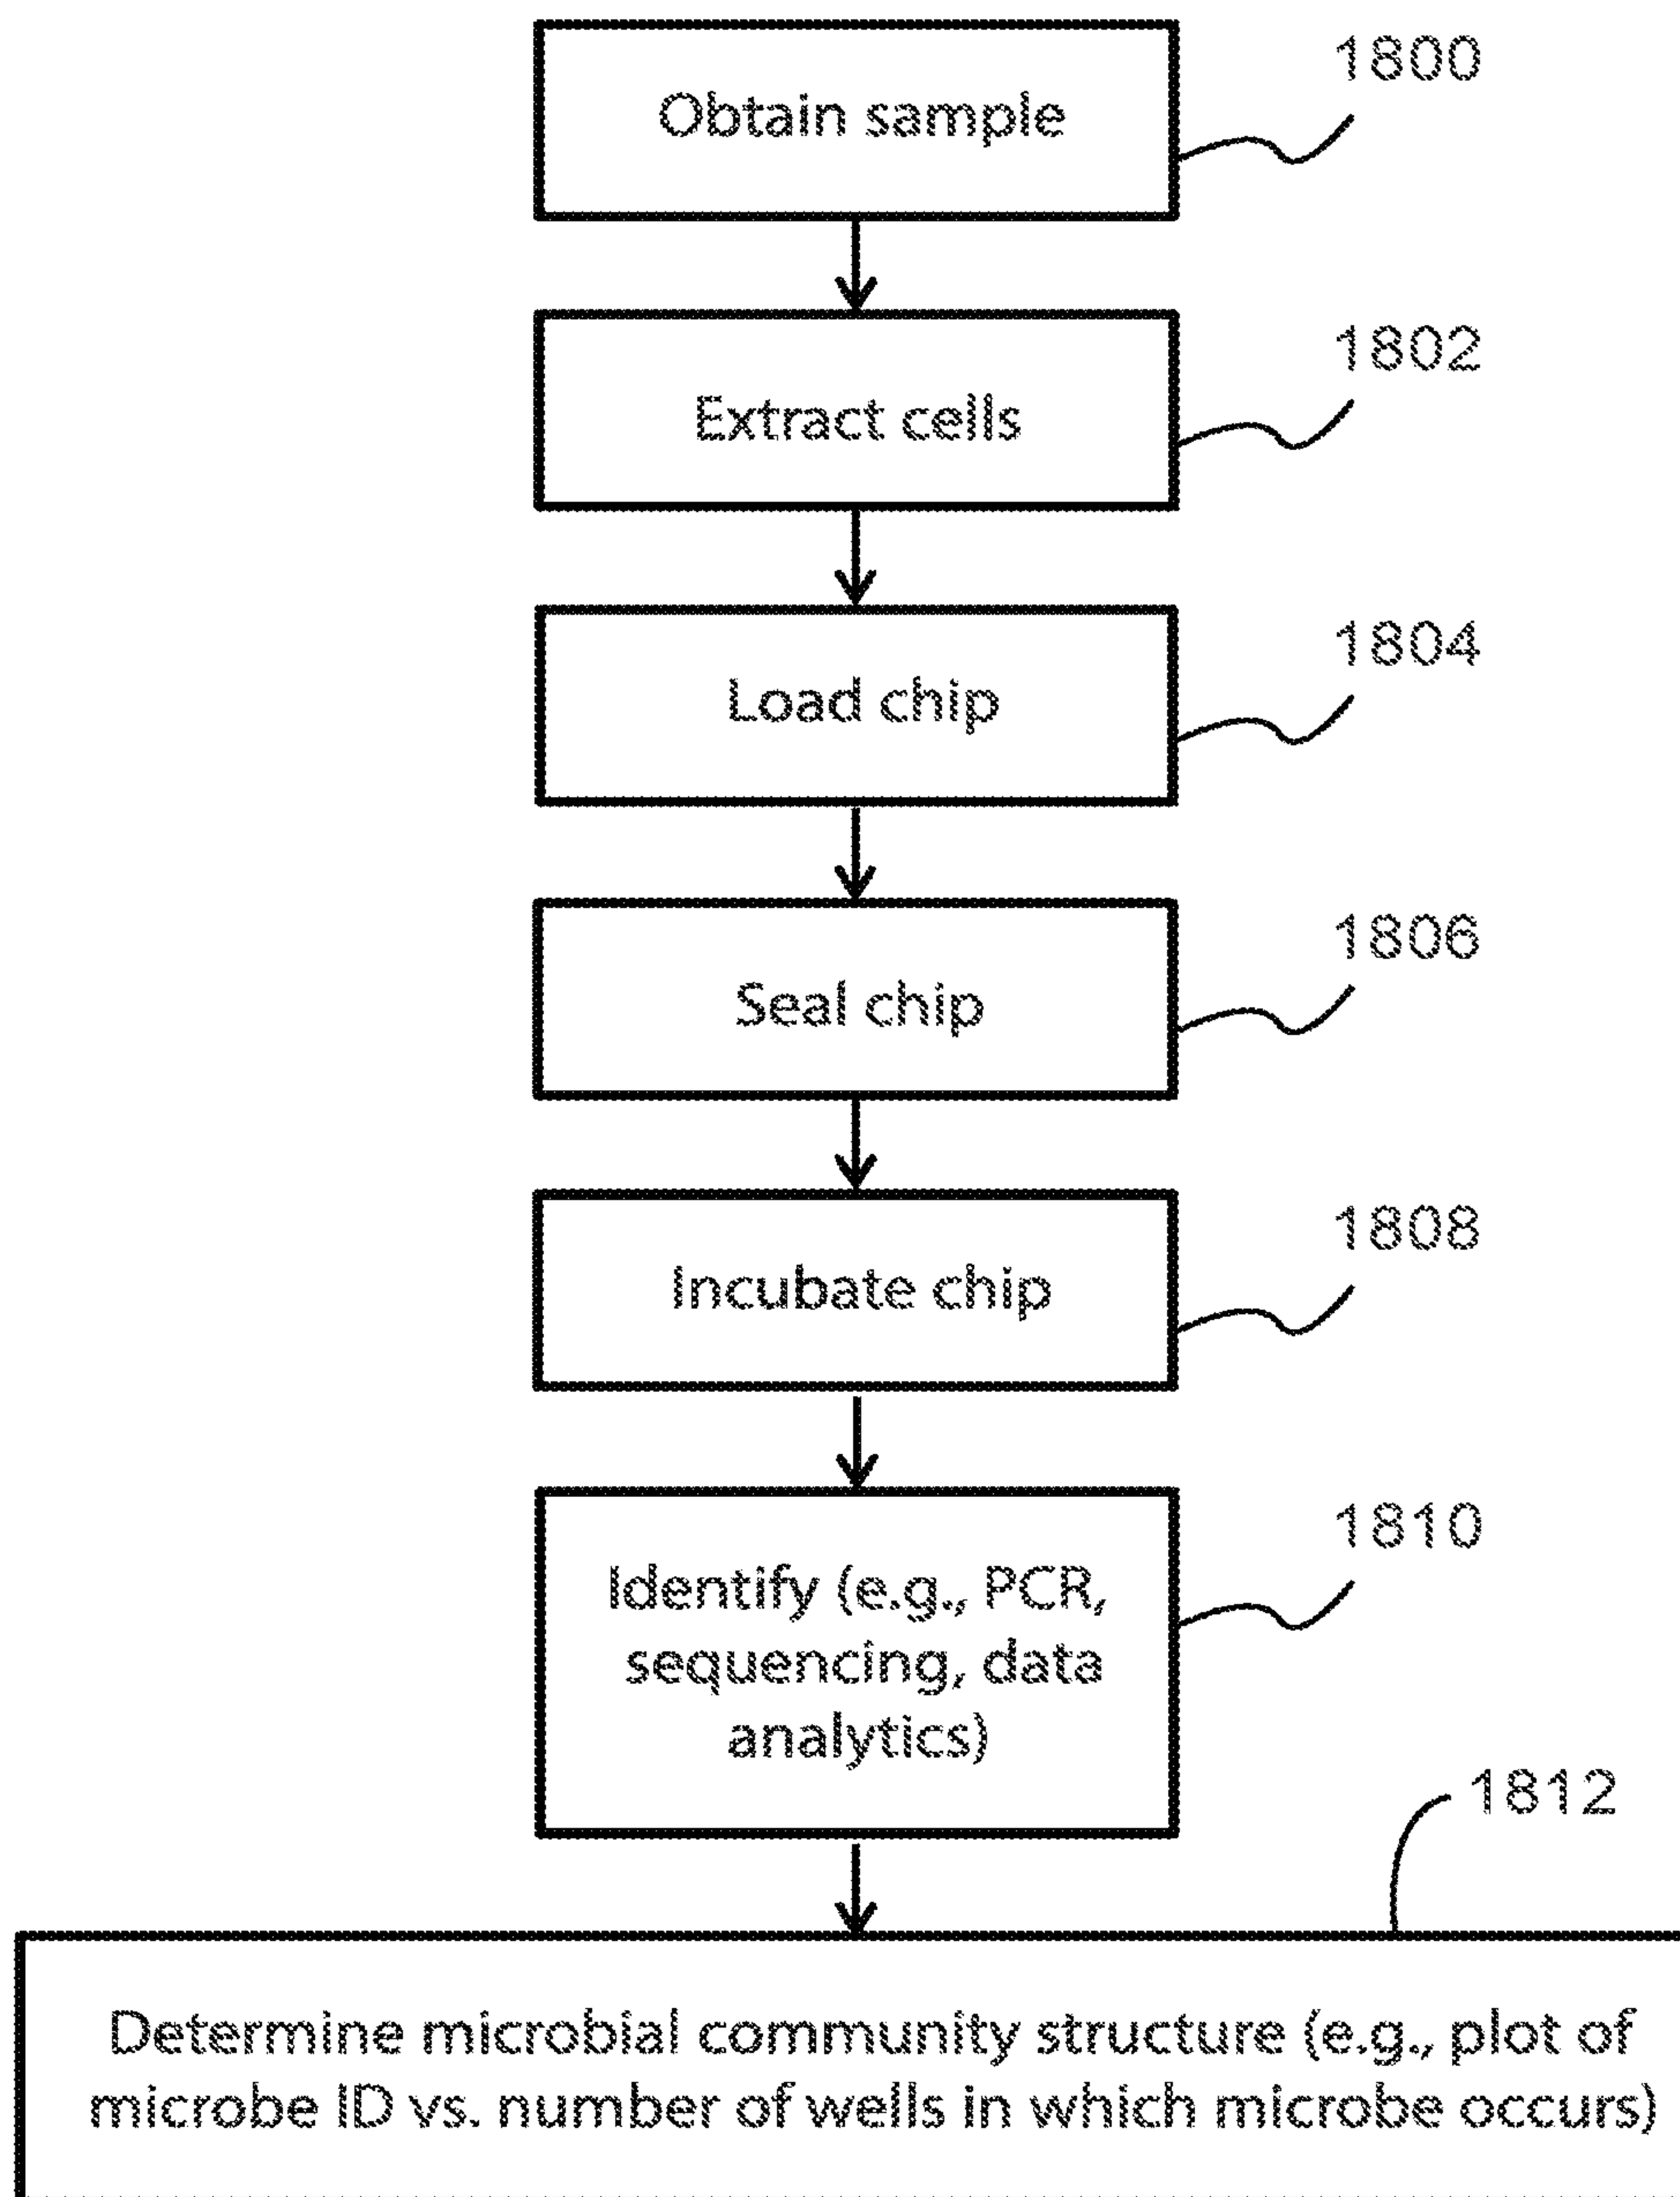 Obtain sample
1800
Extract cells
1802
Load chip
1804
Seal chip
1806
Incubate chip
1808
Identify (e.g., PCR,
sequencing, data
analytics)
1810
1812
Determine microbial community structure (e.g., plot of
microbe ID vs. number of wells in which microbe occurs)